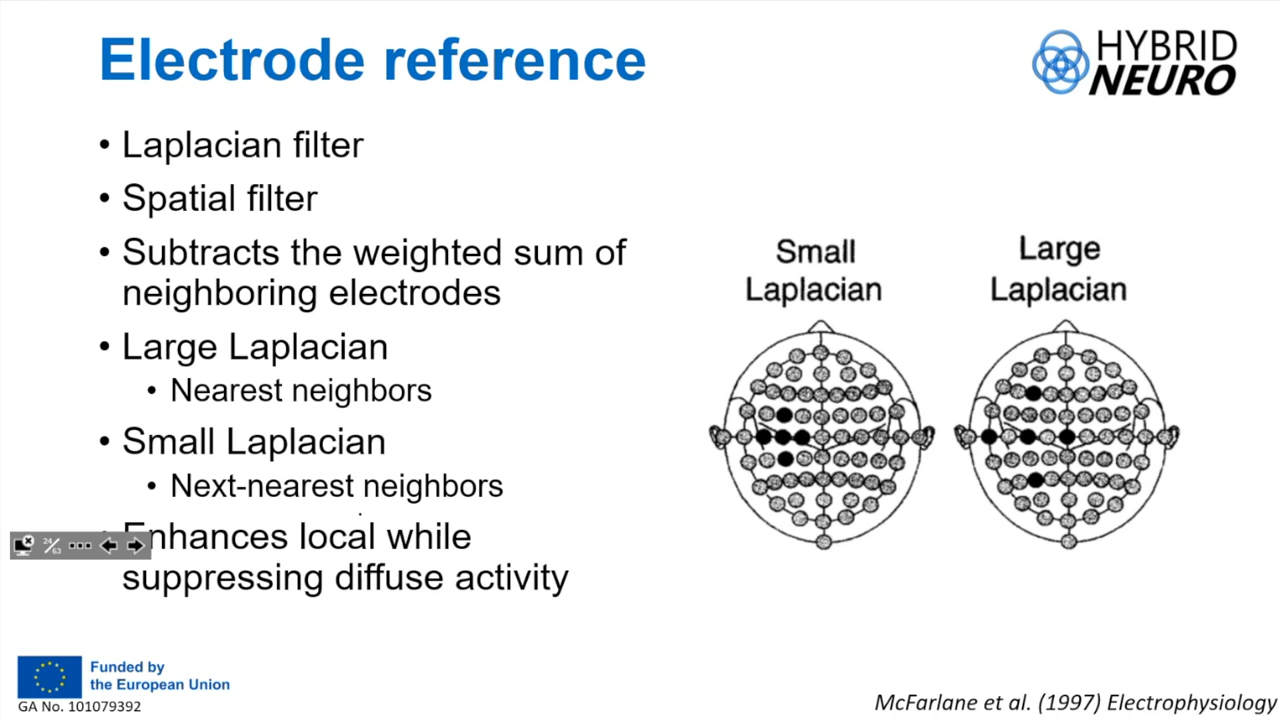 Electrode reference
HYBRID
NEURO
• Laplacian filter
• Spatial filter
• Subtracts the weighted sum of
neighboring electrodes
• Large Laplacian
• Nearest neighbors
• Small Laplacian
• Next-nearest neighbors
Enhances local while
suppressing diffuse activity
24/63
Small
Laplacian
Large
Laplacian
Funded by
the European Union
GA No. 101079392
McFarlane et al. (1997) Electrophysiology